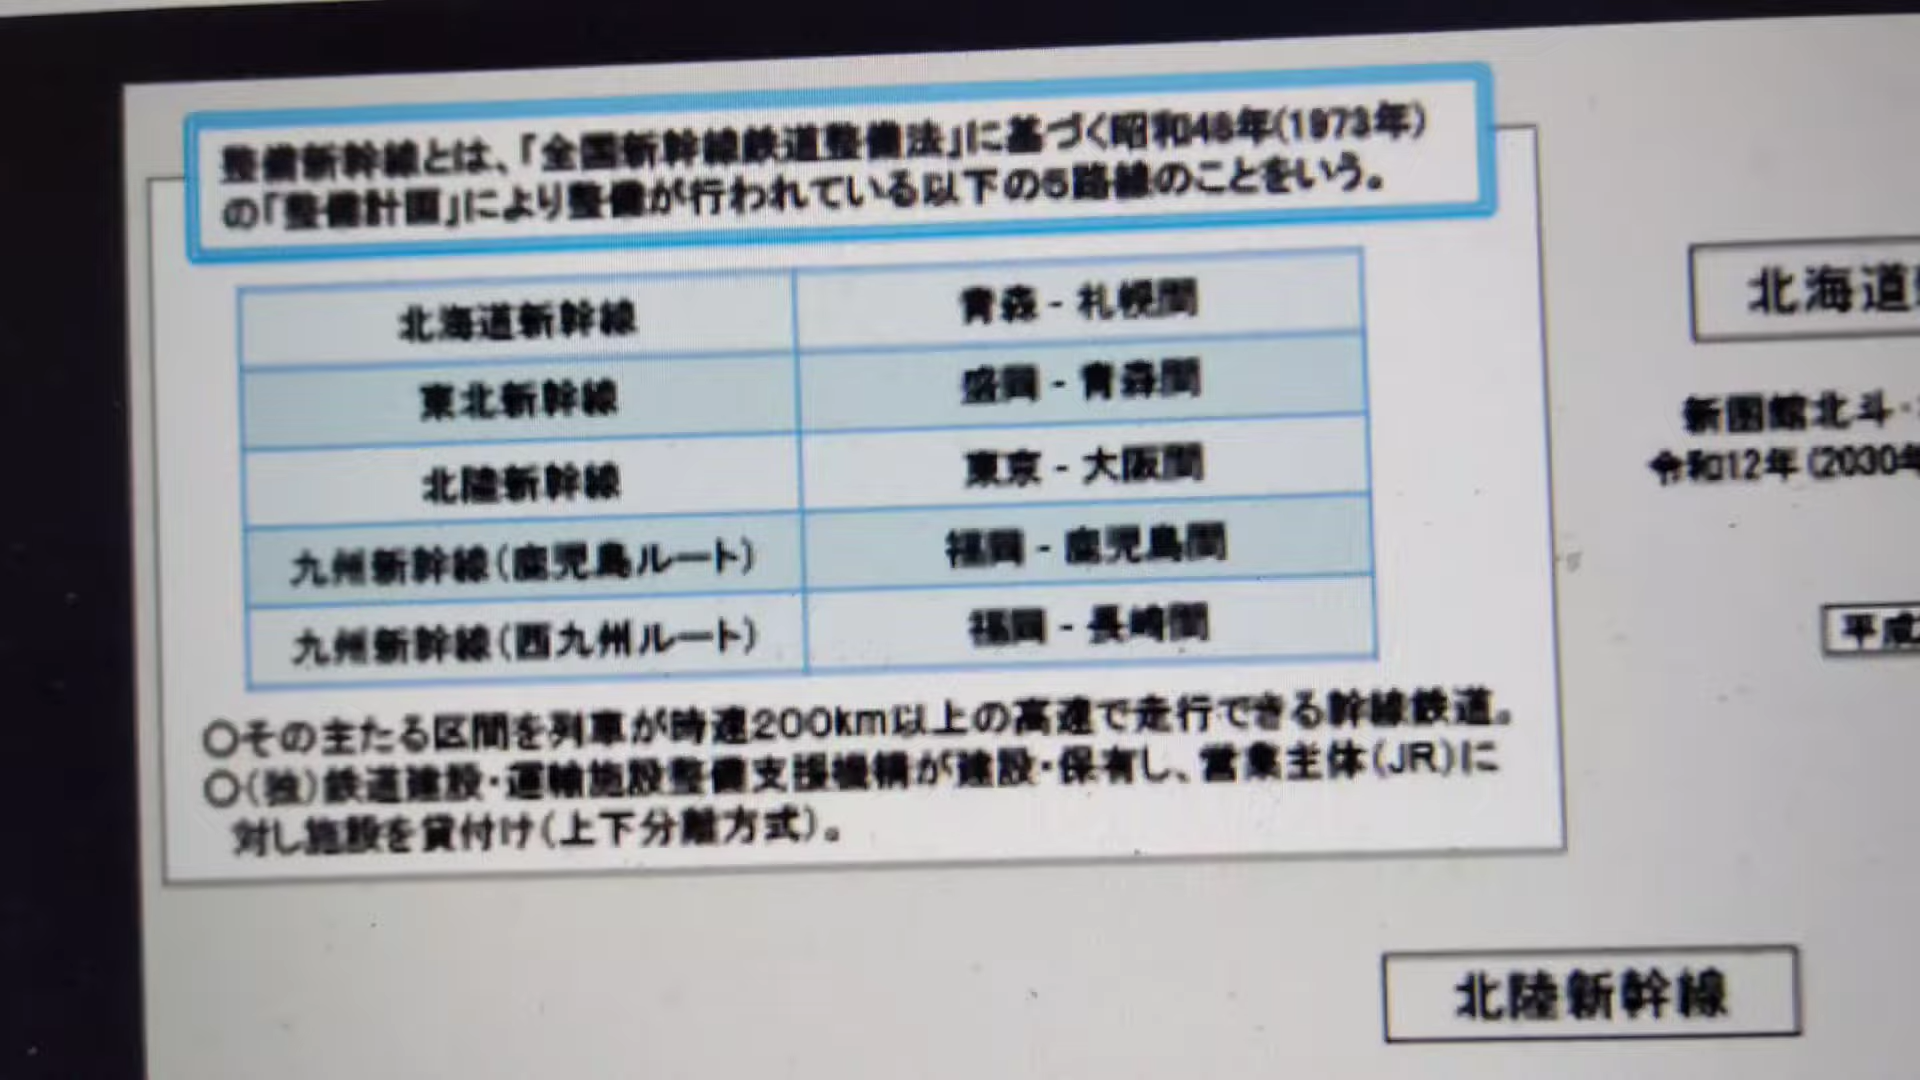 整備新幹線とは、「全国新幹線鉄道整備法」に基づく昭和48年(1973年)
の「整備計画」により整備が行われている以下の5路線のことをいう。
北海道新幹線 青森 - 札幌間
東北新幹線 盛岡 - 青森間
北陸新幹線 東京 - 大阪間
九州新幹線(鹿児島ルート) 福岡 - 鹿児島間
九州新幹線(西九州ルート) 福岡 - 長崎間
○その主たる区間を列車が時速200km以上の高速で走行できる幹線鉄道。
○(独)鉄道建設・運輸施設整備支援機構が建設・保有し、営業主体(JR)に
対し施設を貸付け(上下分離方式)。
北海道
新函館北斗・
令和12年(2030年
平成
北陸新幹線